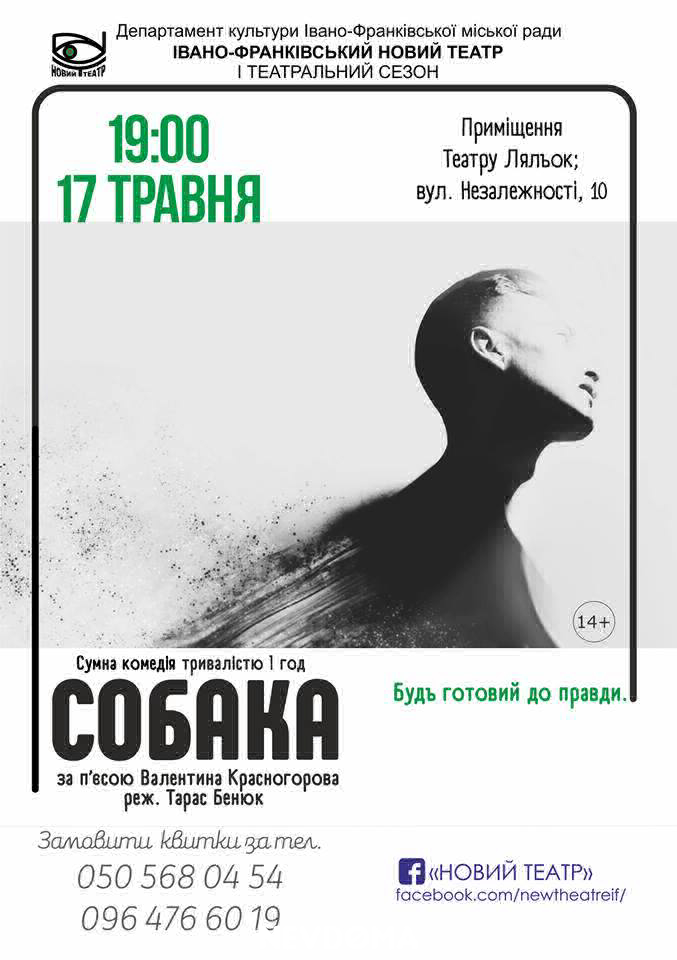 Департамент культури Івано-Франківської міської ради
ІВАНО-ФРАНКІВСЬКИЙ НОВИЙ ТЕАТР
І ТЕАТРАЛЬНИЙ СЕЗОН
НОВИЙ ТЕАТР
19:00
17 ТРАВНЯ
Приміщення
Театру Лялъок;
вул. Незалежності, 10
14+
Сумна комедія тривалістю 1 год
СОБАКА
за п'єсою Валентина Красногорова
реж. Тарас Бенюк
Будъ готовий до правди.
Замовити квитки за тел.
050 568 04 54
096 476 60 19
f «НОВИЙ ТЕАТР»
facebook.com/newtheatreif/